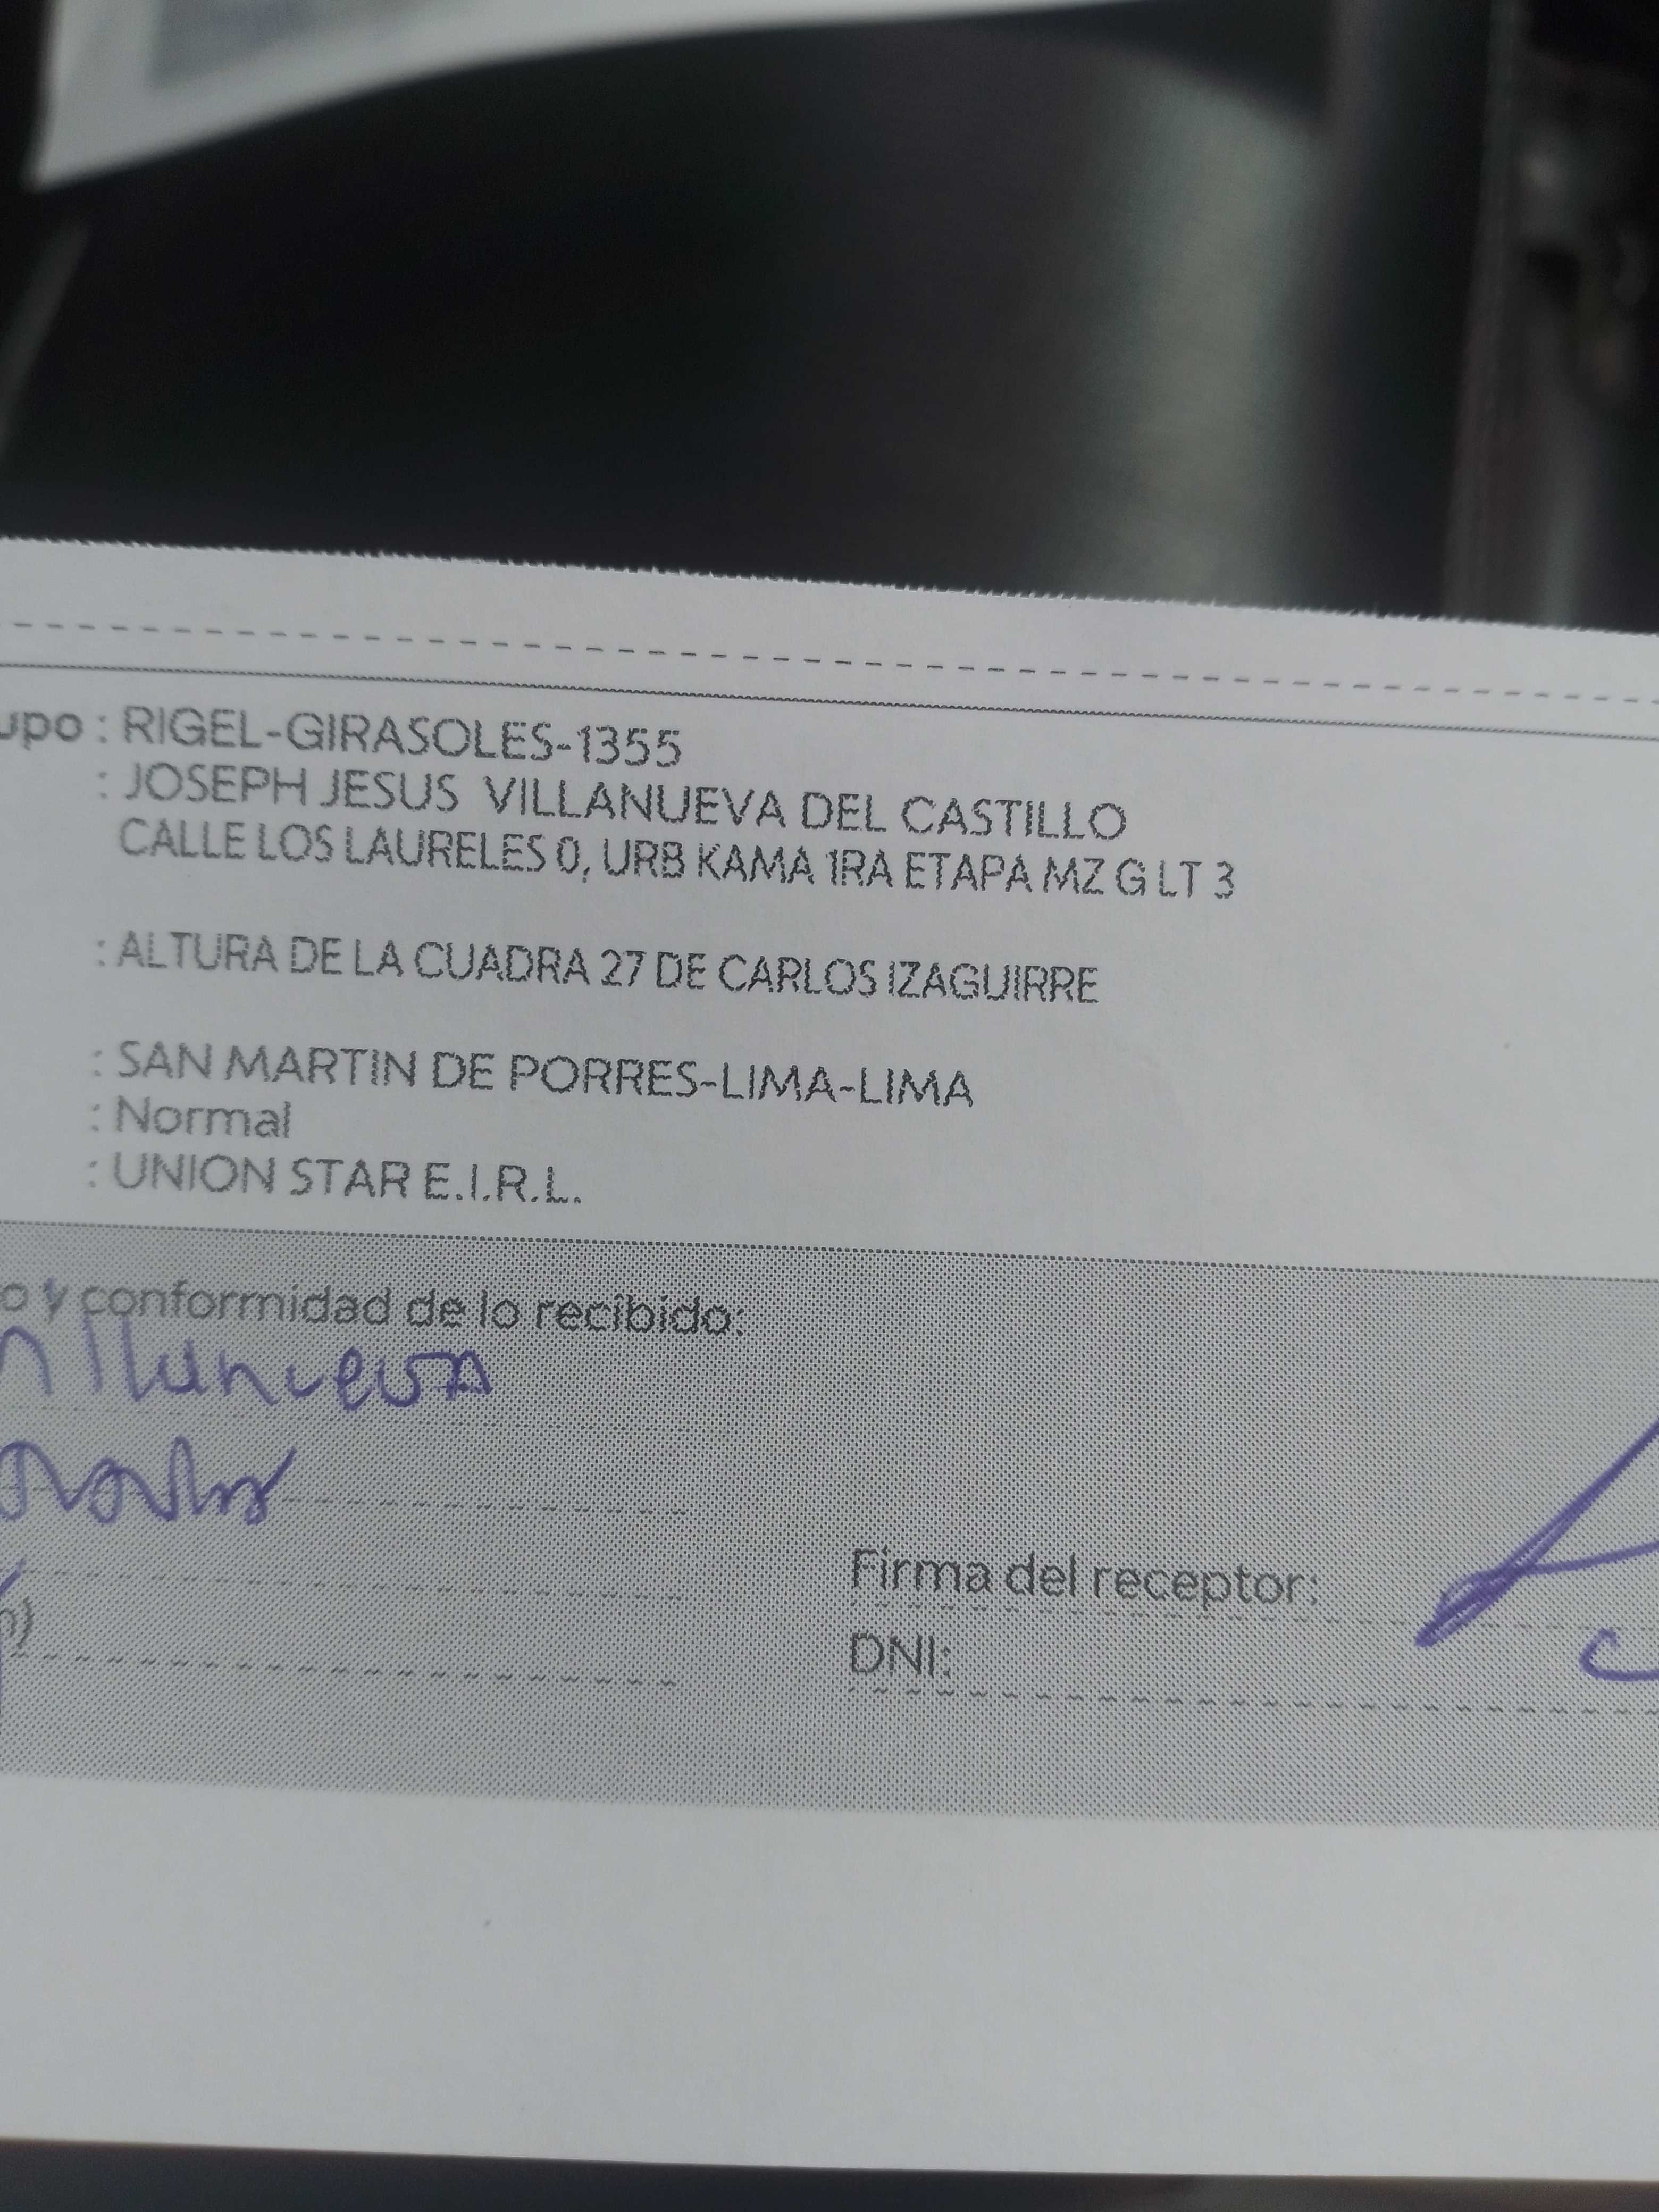 upo : RIGEL-GIRASOLES-1355
: JOSEPH JESUS VILLANUEVA DEL CASTILLO
CALLE LOS LAURELES 0, URB KAMA 1RA ETAPA MZ G LT 3
: ALTURA DE LA CUADRA 27 DE CARLOS IZAGUIRRE
: SAN MARTIN DE PORRES-LIMA-LIMA
: Normal
: UNION STAR E.I.R.L.
o y conformidad de lo recibido:
Firma del receptor:
DNI: